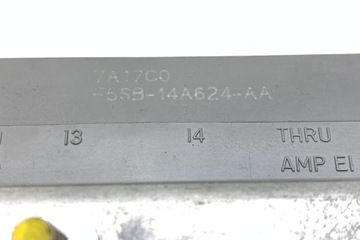 7A17C0
F5SB-14A624-AA
13 14 THRU
AMP EI